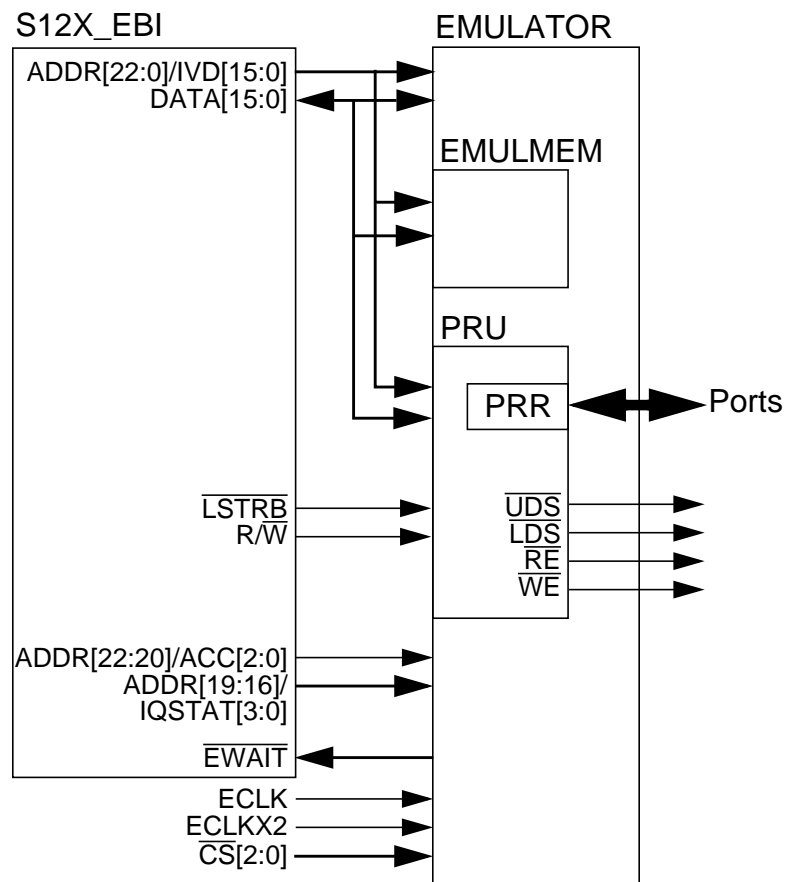 S12X_EBI
EMULATOR
ADDR[22:0]/IVD[15:0]
DATA[15:0]
EMULMEM
PRU
PRR
Ports
LSTRB
R/W
UDS
LDS
RE
WE
ADDR[22:20]/ACC[2:0]
ADDR[19:16]/
IQSTAT[3:0]
EWAIT
ECLK
ECLKX2
CS[2:0]